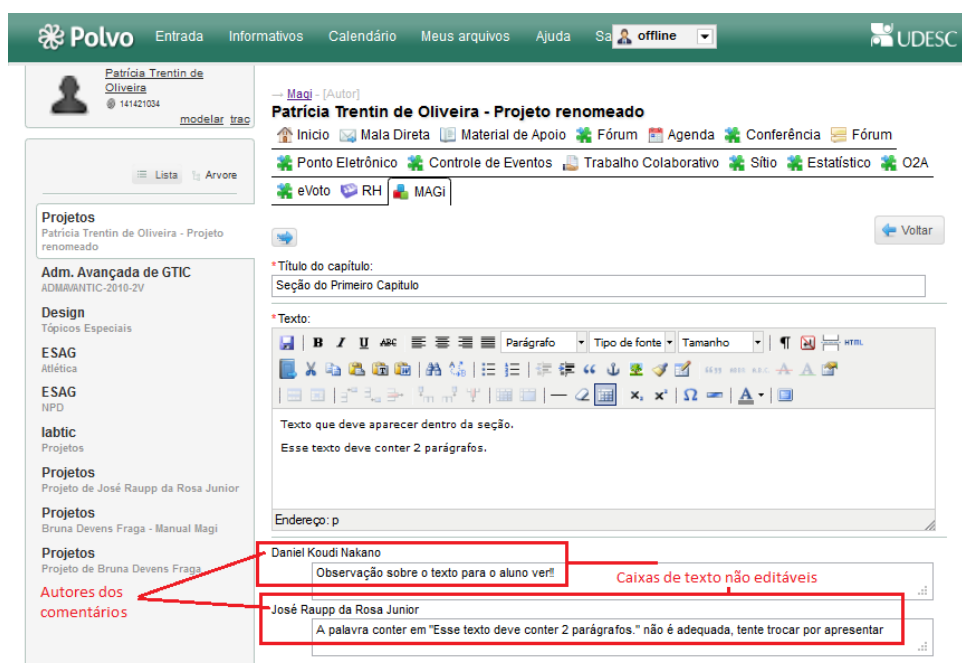 Polvo Entrada Informativos Calendário Meus arquivos Ajuda Sa offline UDESC
Patrícia Trentin de
Oliveira
@ 141421034
modelar trac
Lista Arvore
Projetos
Patrícia Trentin de Oliveira - Projeto
renomeado
Adm. Avançada de GTIC
ADMAVANTIC-2010-2V
Design
Tópicos Especiais
ESAG
Atlética
ESAG
NPD
labtic
Projetos
Projetos
Projeto de José Raupp da Rosa Junior
Projetos
Bruna Devens Fraga - Manual Magi
Projetos
Projeto de Bruna Devens Fraga
Autores dos
comentários
→ Magi - [Autor]
Patrícia Trentin de Oliveira - Projeto renomeado
Inicio Mala Direta Material de Apoio Fórum Agenda Conferência Fórum
Ponto Eletrônico Controle de Eventos Trabalho Colaborativo Sítio Estatístico O2A
eVoto RH MAGi
Voltar
*Título do capítulo:
Seção do Primeiro Capitulo
*Texto:
B I U ABC Parágrafo Tipo de fonte Tamanho ¶ HTML
A A
x, x² Ω A
Texto que deve aparecer dentro da seção.
Esse texto deve conter 2 parágrafos.
Endereço: p
Daniel Koudi Nakano
Observação sobre o texto para o aluno ver!!
Caixas de texto não editáveis
José Raupp da Rosa Junior
A palavra conter em "Esse texto deve conter 2 parágrafos." não é adequada, tente trocar por apresentar